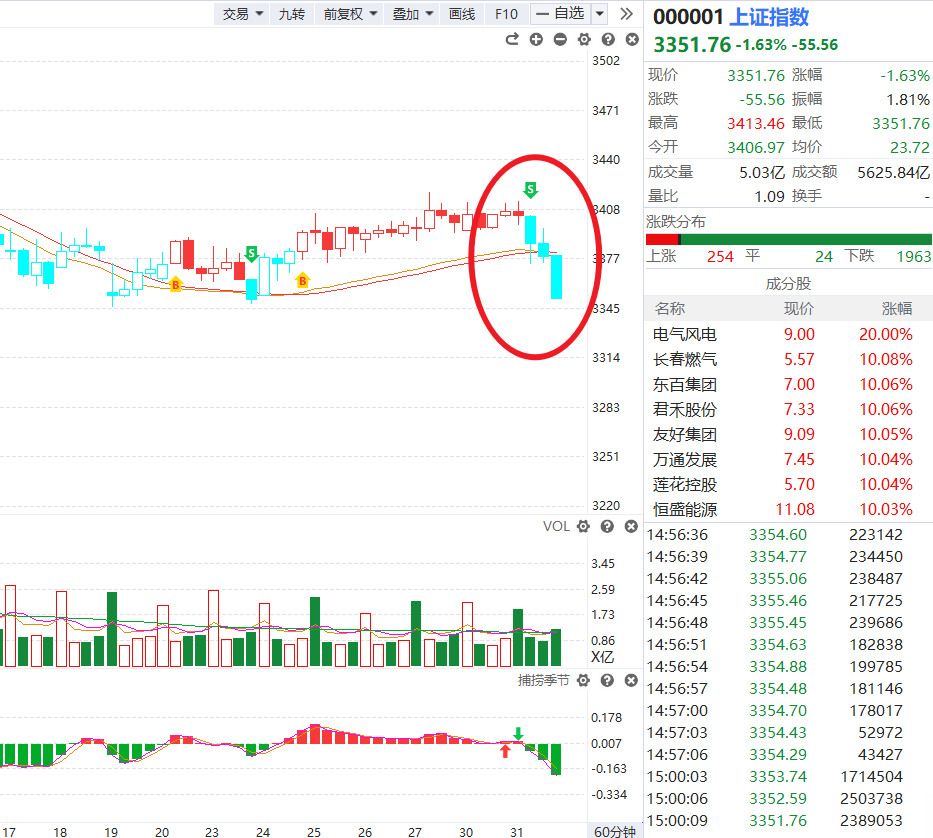 交易 九转 前复权 叠加 画线 F10 — 自选
3502
3471
3440
S
3408
S
3377
B B
3345
3314
3283
3251
3220
VOL
3.45
2.59
1.73
0.86
X亿
捕捞季节
0.178
0.007
-0.163
-0.334
17 18 19 20 23 24 25 26 27 30 31 60分钟
000001 上证指数
3351.76 -1.63% -55.56
现价 3351.76 涨幅 -1.63%
涨跌 -55.56 振幅 1.81%
最高 3413.46 最低 3351.76
今开 3406.97 均价 23.72
成交量 5.03亿 成交额 5625.84亿
量比 1.09 换手 -
涨跌分布
上涨 254 平 24 下跌 1963
成分股
名称 现价 涨幅
电气风电 9.00 20.00%
长春燃气 5.57 10.08%
东百集团 7.00 10.06%
君禾股份 7.33 10.06%
友好集团 9.09 10.05%
万通发展 7.45 10.04%
莲花控股 5.70 10.04%
恒盛能源 11.08 10.03%
14:56:36 3354.60 223142
14:56:39 3354.77 234450
14:56:42 3355.06 238487
14:56:45 3355.46 217725
14:56:48 3355.45 239686
14:56:51 3354.63 182838
14:56:54 3354.88 199785
14:56:57 3354.48 181146
14:57:00 3354.70 178017
14:57:03 3354.43 52972
14:57:06 3354.29 43427
15:00:03 3353.74 1714504
15:00:06 3352.59 2503738
15:00:09 3351.76 2389053